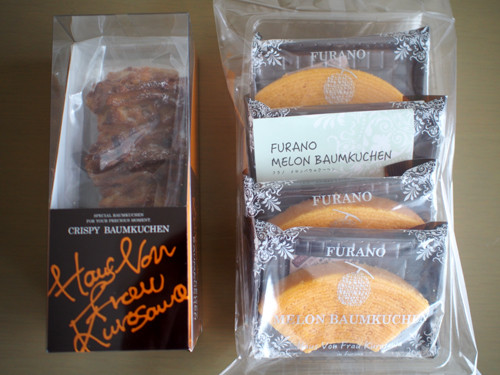 SPECIAL BAUMKUCHEN
FOR YOUR PRECIOUS MOMENT
CRISPY BAUMKUCHEN
Haus Von
Frau
Kurosawa
FURANO
FURANO
MELON BAUMKUCHEN
FURANO
FURANO
MELON BAUMKUCHEN
Von Frau